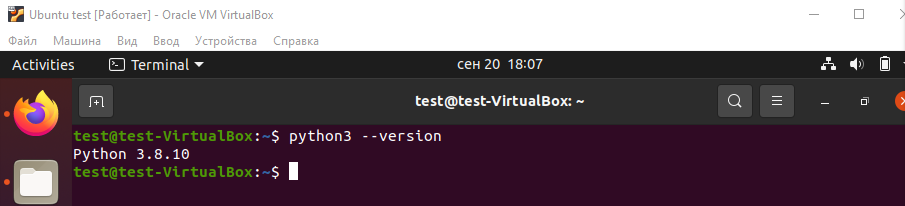 Ubuntu test [Работает] - Oracle VM VirtualBox
Файл Машина Вид Ввод Устройства Справка
Activities Terminal сен 20 18:07
test@test-VirtualBox: ~
test@test-VirtualBox:~$ python3 --version
Python 3.8.10
test@test-VirtualBox:~$